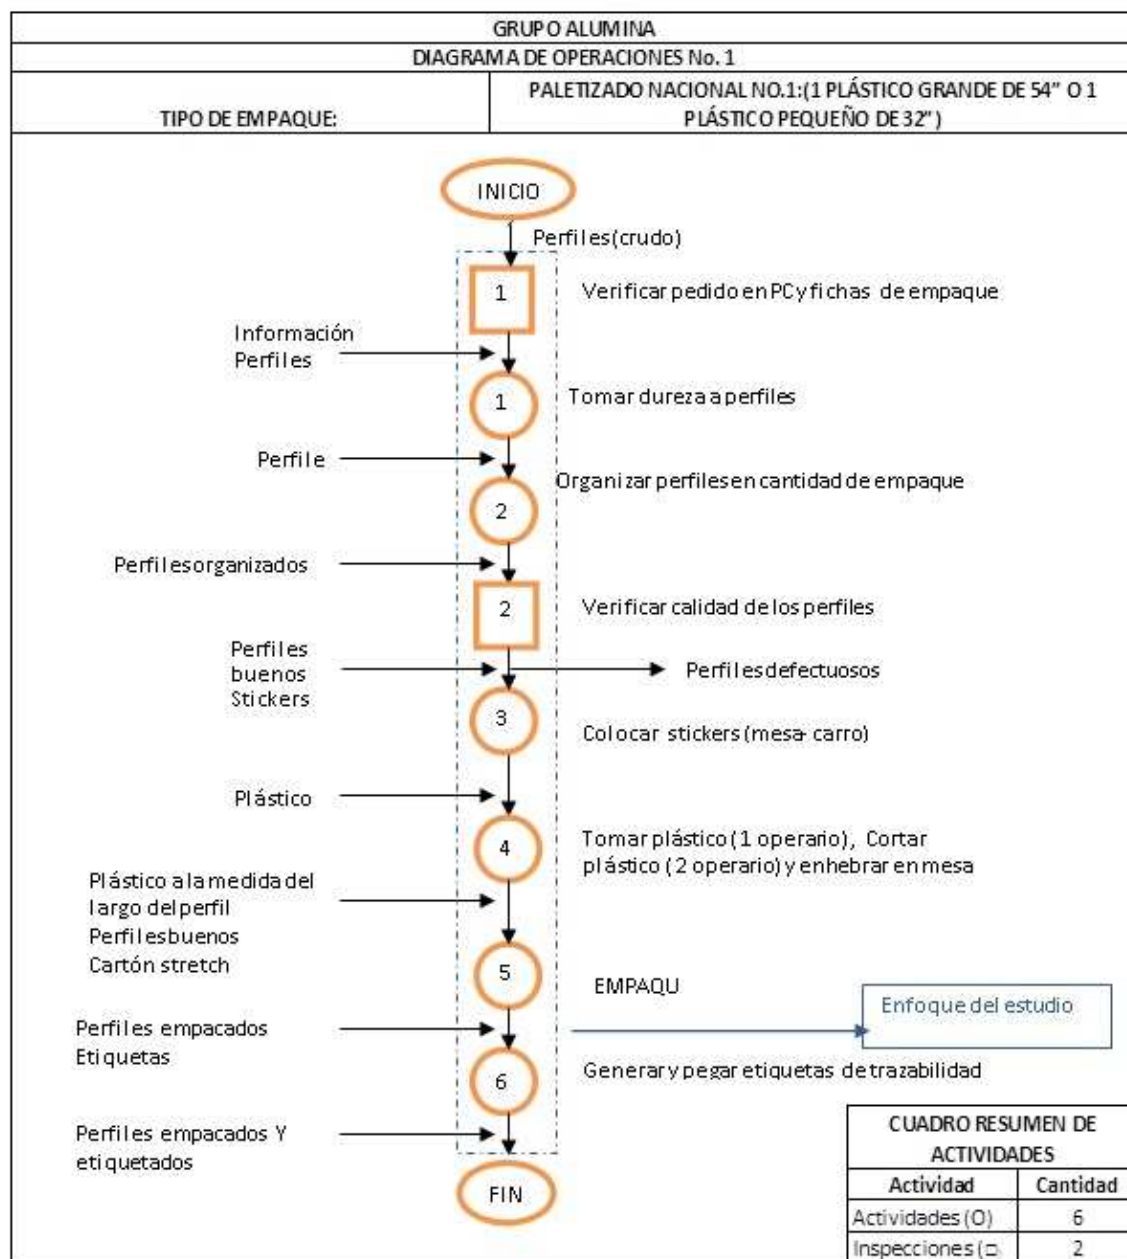 GRUPO ALUMINA
DIAGRAMA DE OPERACIONES No. 1
TIPO DE EMPAQUE:
PALETIZADO NACIONAL NO.1:(1 PLÁSTICO GRANDE DE 54" O 1
PLÁSTICO PEQUEÑO DE 32")
INICIO
Perfiles(crudo)
1
Verificar pedido en PC y fichas de empaque
Información
Perfiles
1
Tomar dureza a perfiles
Perfile
Organizar perfiles en cantidad de empaque
2
Perfiles organizados
2
Verificar calidad de los perfiles
Perfiles
buenos
Stickers
Perfiles defectuosos
3
Colocar stickers (mesa- carro)
Plástico
4
Tomar plástico (1 operario), Cortar
plástico (2 operario) y enhebrar en mesa
Plástico a la medida del
largo del perfil
Perfiles buenos
Cartón stretch
5
EMPAQU
Enfoque del estudio
Perfiles empacados
Etiquetas
6
Generar y pegar etiquetas de trazabilidad
Perfiles empacados Y
etiquetados
FIN
CUADRO RESUMEN DE
ACTIVIDADES
Actividad Cantidad
Actividades (O) 6
Inspecciones (□ 2